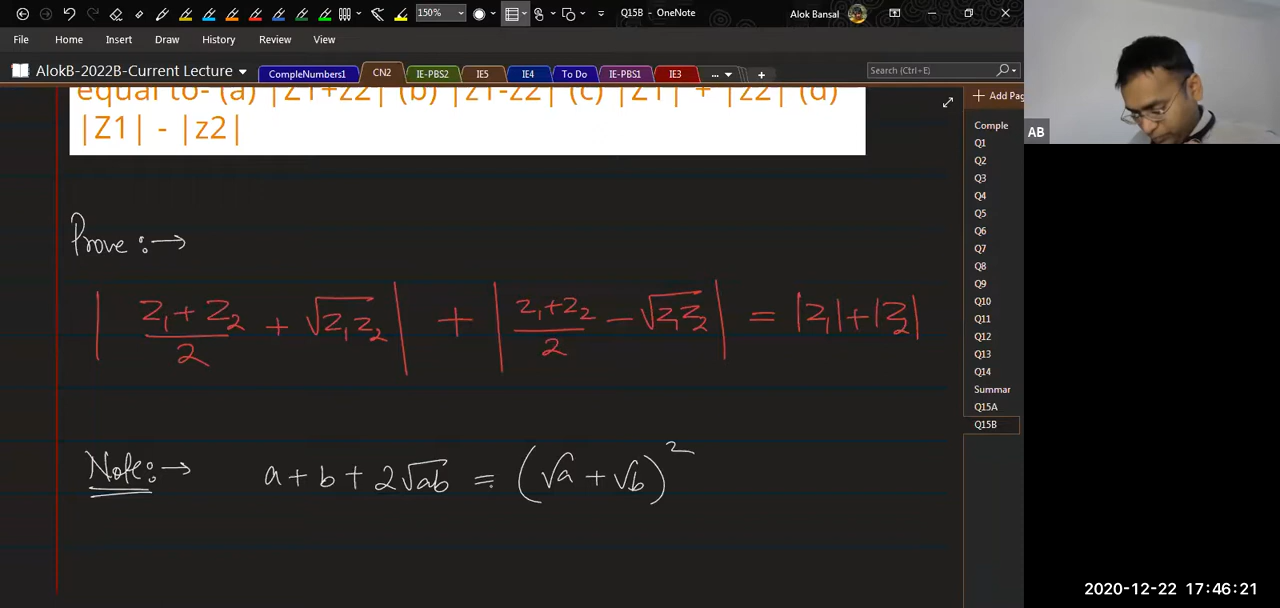 150%
Q15B - OneNote
Alok Bansal
File Home Insert Draw History Review View
AlokB-2022B-Current Lecture
CompleNumbers1 CN2 IE-PBS2 IE5 IE4 To Do IE-PBS1 IE3 ...
Search (Ctrl+E)
equal to- (a) |Z1+z2| (b) |z1-z2| (c) |Z1| + |z2| (d)
|Z1| - |z2|
Add Pag
Comple
Q1
Q2
Q3
Q4
Q5
Q6
Q7
Q8
Q9
Q10
Q11
Q12
Q13
Q14
Summar
Q15A
Q15B
AB
Prove :→
| (z₁+z₂)/2 + √z₁z₂ | + | (z₁+z₂)/2 − √z₁z₂ | = |z₁|+|z₂|
Note:→ a+b+2√ab = (√a + √b)²
2020-12-22 17:46:21